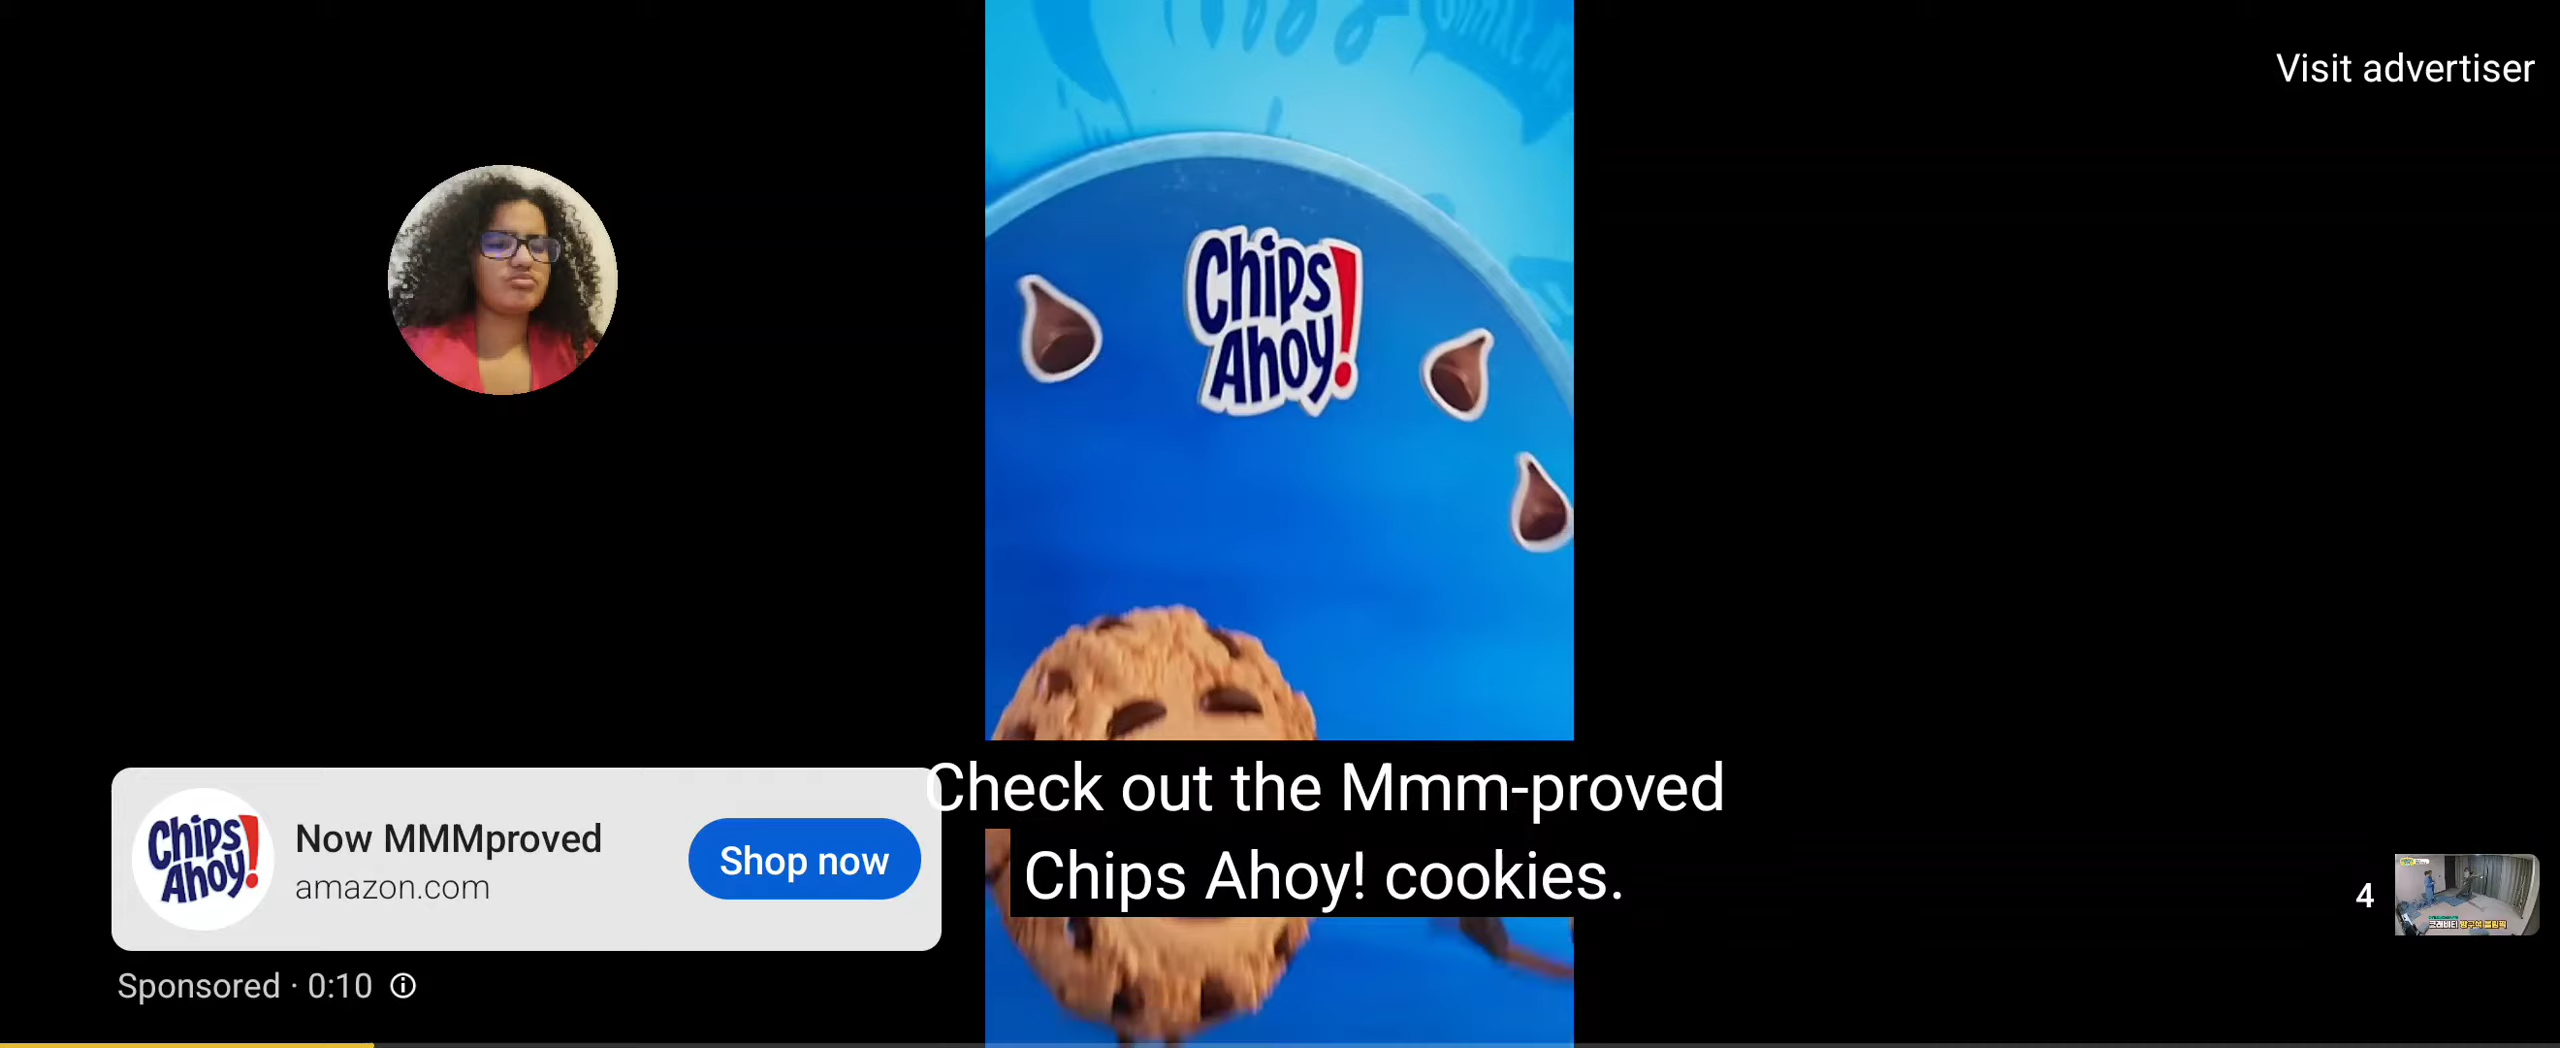 Visit advertiser
Chips
Ahoy!
Check out the Mmm-proved
Chips Ahoy! cookies.
Chips
Ahoy!
Now MMMproved
amazon.com
Shop now
4
Sponsored · 0:10